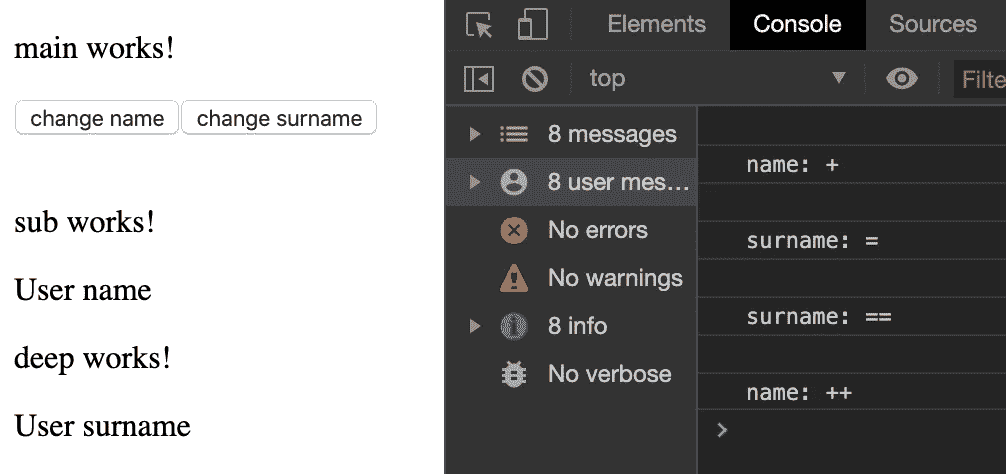 main works!
change name change surname
sub works!
User name
deep works!
User surname
Elements Console Sources
top Filte
8 messages
8 user mes...
No errors
No warnings
8 info
No verbose
name: +
surname: =
surname: ==
name: ++
>